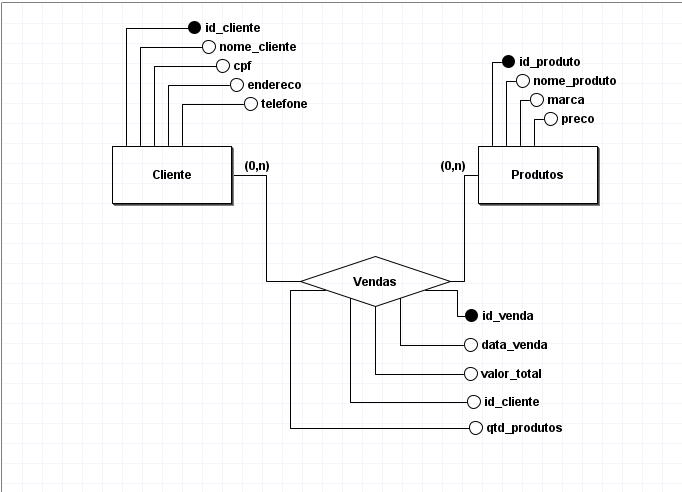 id_cliente
nome_cliente
cpf
endereco
telefone
id_produto
nome_produto
marca
preco
Cliente
(0,n)
(0,n)
Produtos
Vendas
id_venda
data_venda
valor_total
id_cliente
qtd_produtos